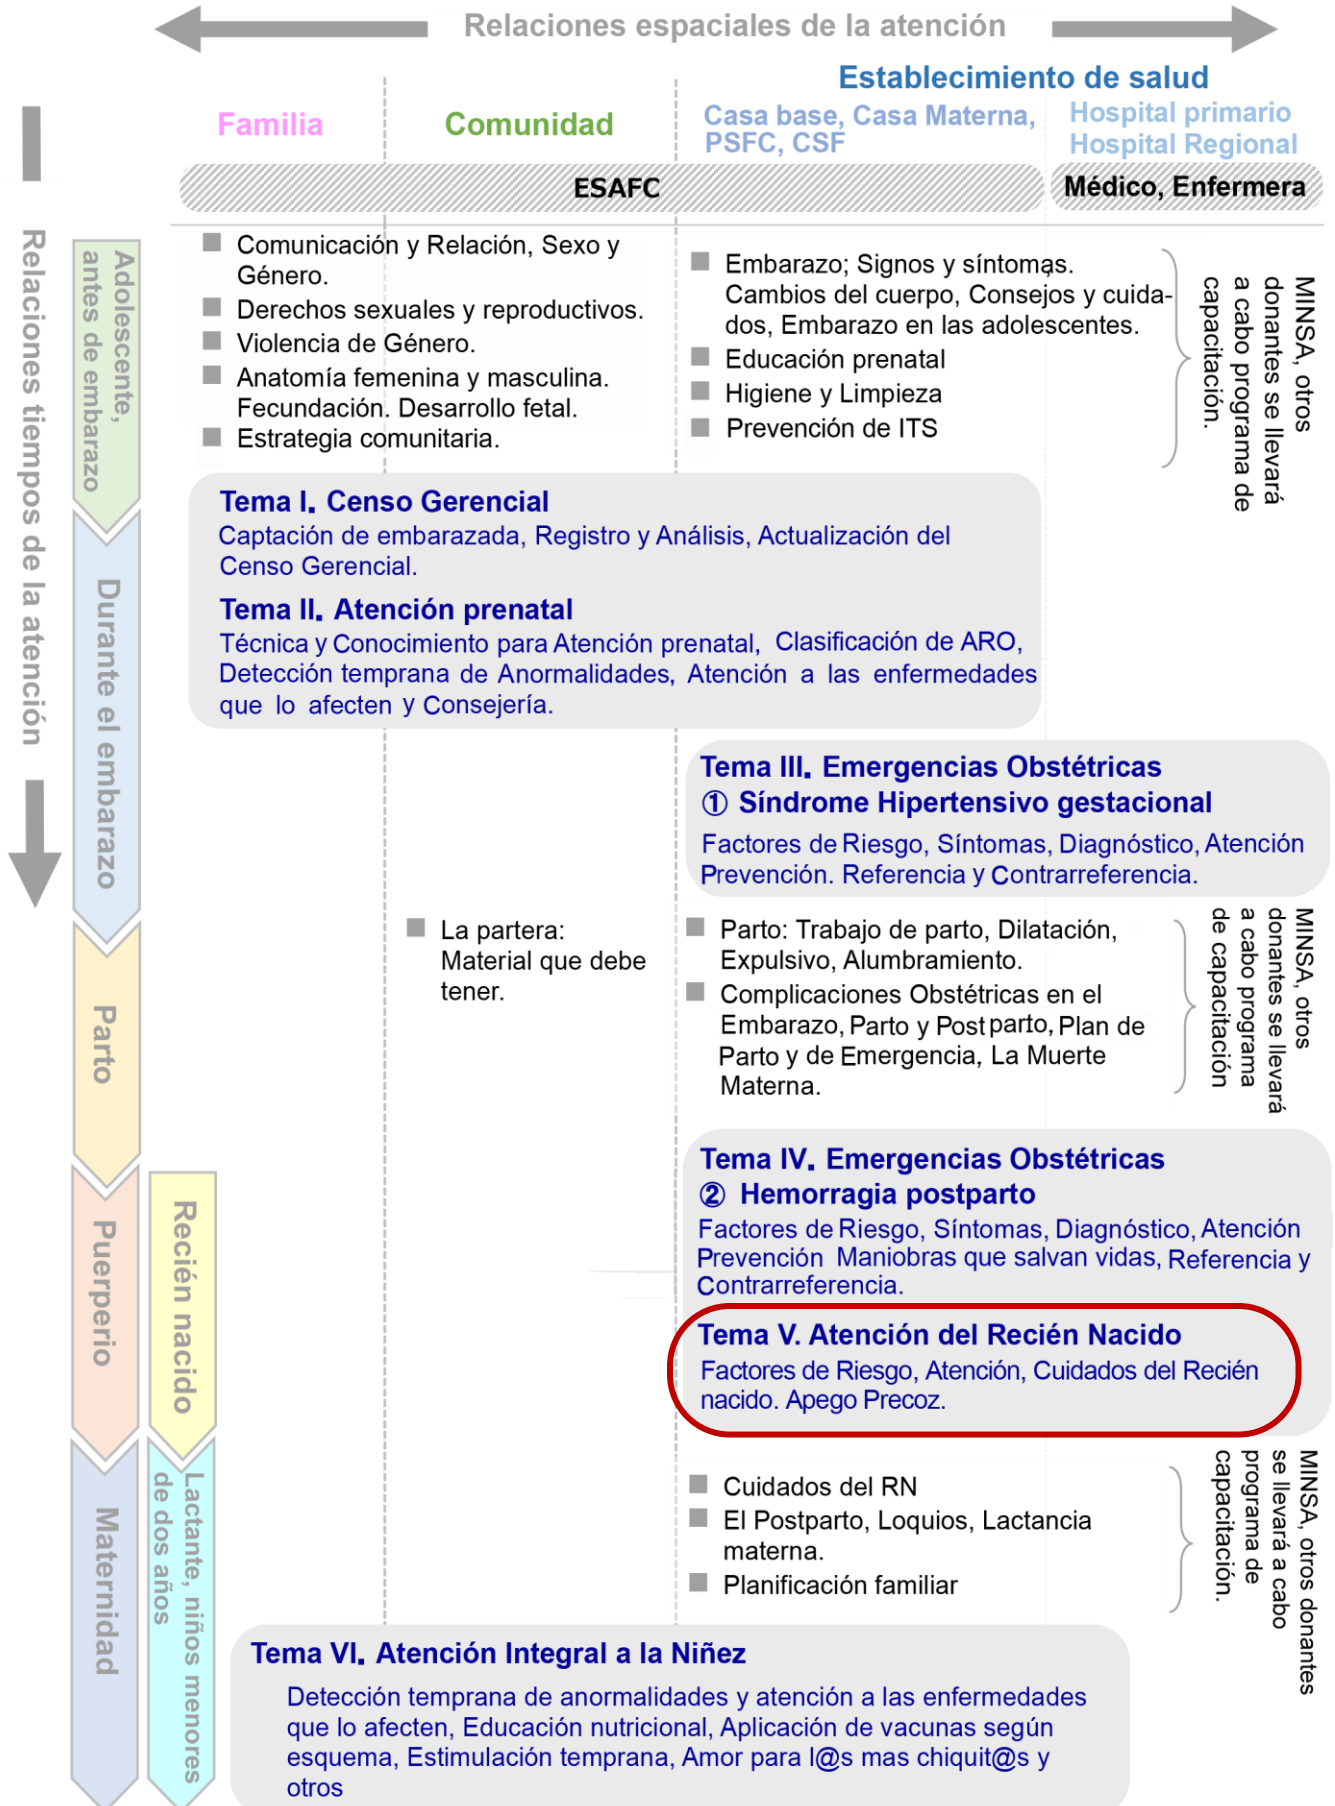 Relaciones espaciales de la atención
Establecimiento de salud
Familia
Comunidad
Casa base, Casa Materna,
PSFC, CSF
Hospital primario
Hospital Regional
ESAFC
Médico, Enfermera
Relaciones tiempos de la atención
Adolescente,
antes de embarazo
■ Comunicación y Relación, Sexo y
Género.
■ Derechos sexuales y reproductivos.
■ Violencia de Género.
■ Anatomía femenina y masculina.
Fecundación. Desarrollo fetal.
■ Estrategia comunitaria.
■ Embarazo; Signos y síntomas.
Cambios del cuerpo, Consejos y cuida-
dos, Embarazo en las adolescentes.
■ Educación prenatal
■ Higiene y Limpieza
■ Prevención de ITS
MINSA, otros
donantes se llevará
a cabo programa de
capacitación.
Durante el embarazo
Tema I. Censo Gerencial
Captación de embarazada, Registro y Análisis, Actualización del
Censo Gerencial.
Tema II. Atención prenatal
Técnica y Conocimiento para Atención prenatal, Clasificación de ARO,
Detección temprana de Anormalidades, Atención a las enfermedades
que lo afecten y Consejería.
Tema III. Emergencias Obstétricas
① Síndrome Hipertensivo gestacional
Factores de Riesgo, Síntomas, Diagnóstico, Atención
Prevención. Referencia y Contrarreferencia.
Parto
■ La partera:
Material que debe
tener.
■ Parto: Trabajo de parto, Dilatación,
Expulsivo, Alumbramiento.
■ Complicaciones Obstétricas en el
Embarazo, Parto y Post parto, Plan de
Parto y de Emergencia, La Muerte
Materna.
MINSA, otros
donantes se llevará
a cabo programa
de capacitación
Puerperio
Recién nacido
Tema IV. Emergencias Obstétricas
② Hemorragia postparto
Factores de Riesgo, Síntomas, Diagnóstico, Atención
Prevención Maniobras que salvan vidas, Referencia y
Contrarreferencia.
Tema V. Atención del Recién Nacido
Factores de Riesgo, Atención, Cuidados del Recién
nacido. Apego Precoz.
Maternidad
Lactante, niños menores
de dos años
■ Cuidados del RN
■ El Postparto, Loquios, Lactancia
materna.
■ Planificación familiar
MINSA, otros donantes
se llevará a cabo
programa de
capacitación.
Tema VI. Atención Integral a la Niñez
Detección temprana de anormalidades y atención a las enfermedades
que lo afecten, Educación nutricional, Aplicación de vacunas según
esquema, Estimulación temprana, Amor para l@s mas chiquit@s y
otros